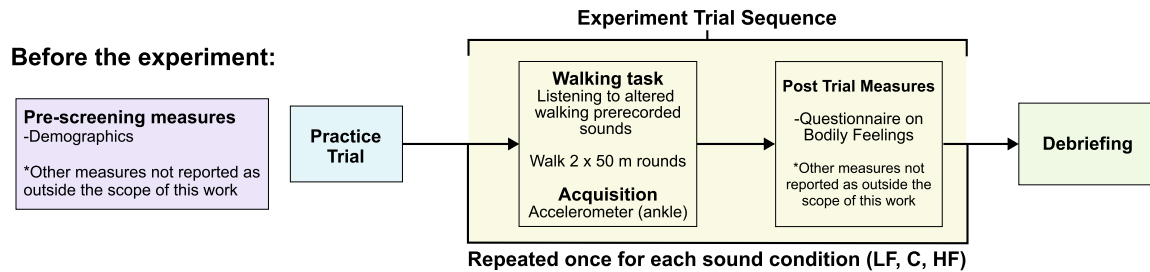 Experiment Trial Sequence
Before the experiment:
Pre-screening measures
-Demographics
*Other measures not reported as
outside the scope of this work
Practice
Trial
Walking task
Listening to altered
walking prerecorded
sounds
Walk 2 x 50 m rounds
Acquisition
Accelerometer (ankle)
Post Trial Measures
-Questionnaire on
Bodily Feelings
*Other measures not
reported as outside the
scope of this work
Debriefing
Repeated once for each sound condition (LF, C, HF)